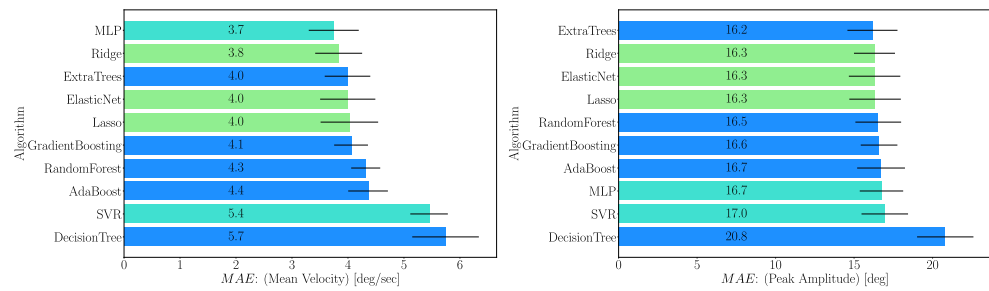 MLP 3.7
Ridge 3.8
ExtraTrees 4.0
ElasticNet 4.0
Lasso 4.0
GradientBoosting 4.1
RandomForest 4.3
AdaBoost 4.4
SVR 5.4
DecisionTree 5.7
Algorithm
0 1 2 3 4 5 6
MAE: (Mean Velocity) [deg/sec]
ExtraTrees 16.2
Ridge 16.3
ElasticNet 16.3
Lasso 16.3
RandomForest 16.5
GradientBoosting 16.6
AdaBoost 16.7
MLP 16.7
SVR 17.0
DecisionTree 20.8
Algorithm
0 5 10 15 20
MAE: (Peak Amplitude) [deg]